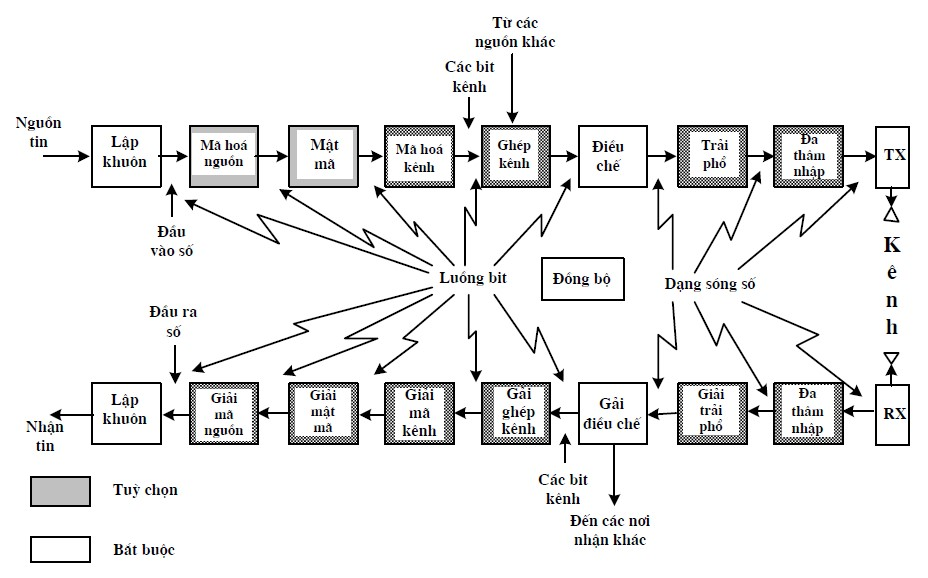 Từ các
nguồn khác
Các bit
kênh
Nguồn
tin
Lập
khuôn
Mã hoá
nguồn
Mật
mã
Mã hoá
kênh
Ghép
kênh
Điều
chế
Trải
phổ
Đa
thâm
nhập
TX
Đầu
vào số
Luồng bit
Đồng bộ
Dạng sóng số
K
ê
n
h
Đầu ra
số
Lập
khuôn
Giải
mã
nguồn
Giải
mật
mã
Giải
mã
kênh
Gải
ghép
kênh
Gải
điều chế
Giải
trải
phổ
Đa
thâm
nhập
RX
Nhận
tin
Các bit
kênh
Đến các nơi
nhận khác
Tuỳ chọn
Bắt buộc